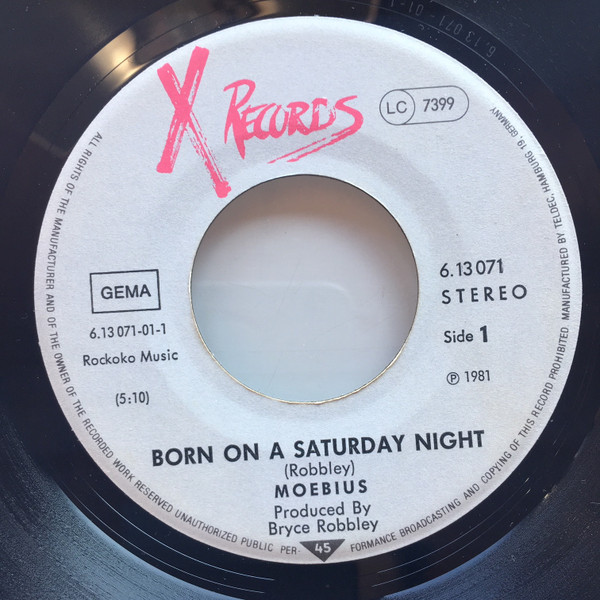 X RECORDS
LC 7399
GEMA
6.13 071-01-1
Rockoko Music
(5:10)
6.13 071
STEREO
Side 1
℗ 1981
BORN ON A SATURDAY NIGHT
(Robbley)
MOEBIUS
Produced By
Bryce Robbley
45
ALL RIGHTS OF THE MANUFACTURER AND OF THE OWNER OF THE RECORDED WORK RESERVED UNAUTHORIZED PUBLIC PER- FORMANCE BROADCASTING AND COPYING OF THIS RECORD PROHIBITED MANUFACTURED BY TELDEC, HAMBURG 19, GERMANY